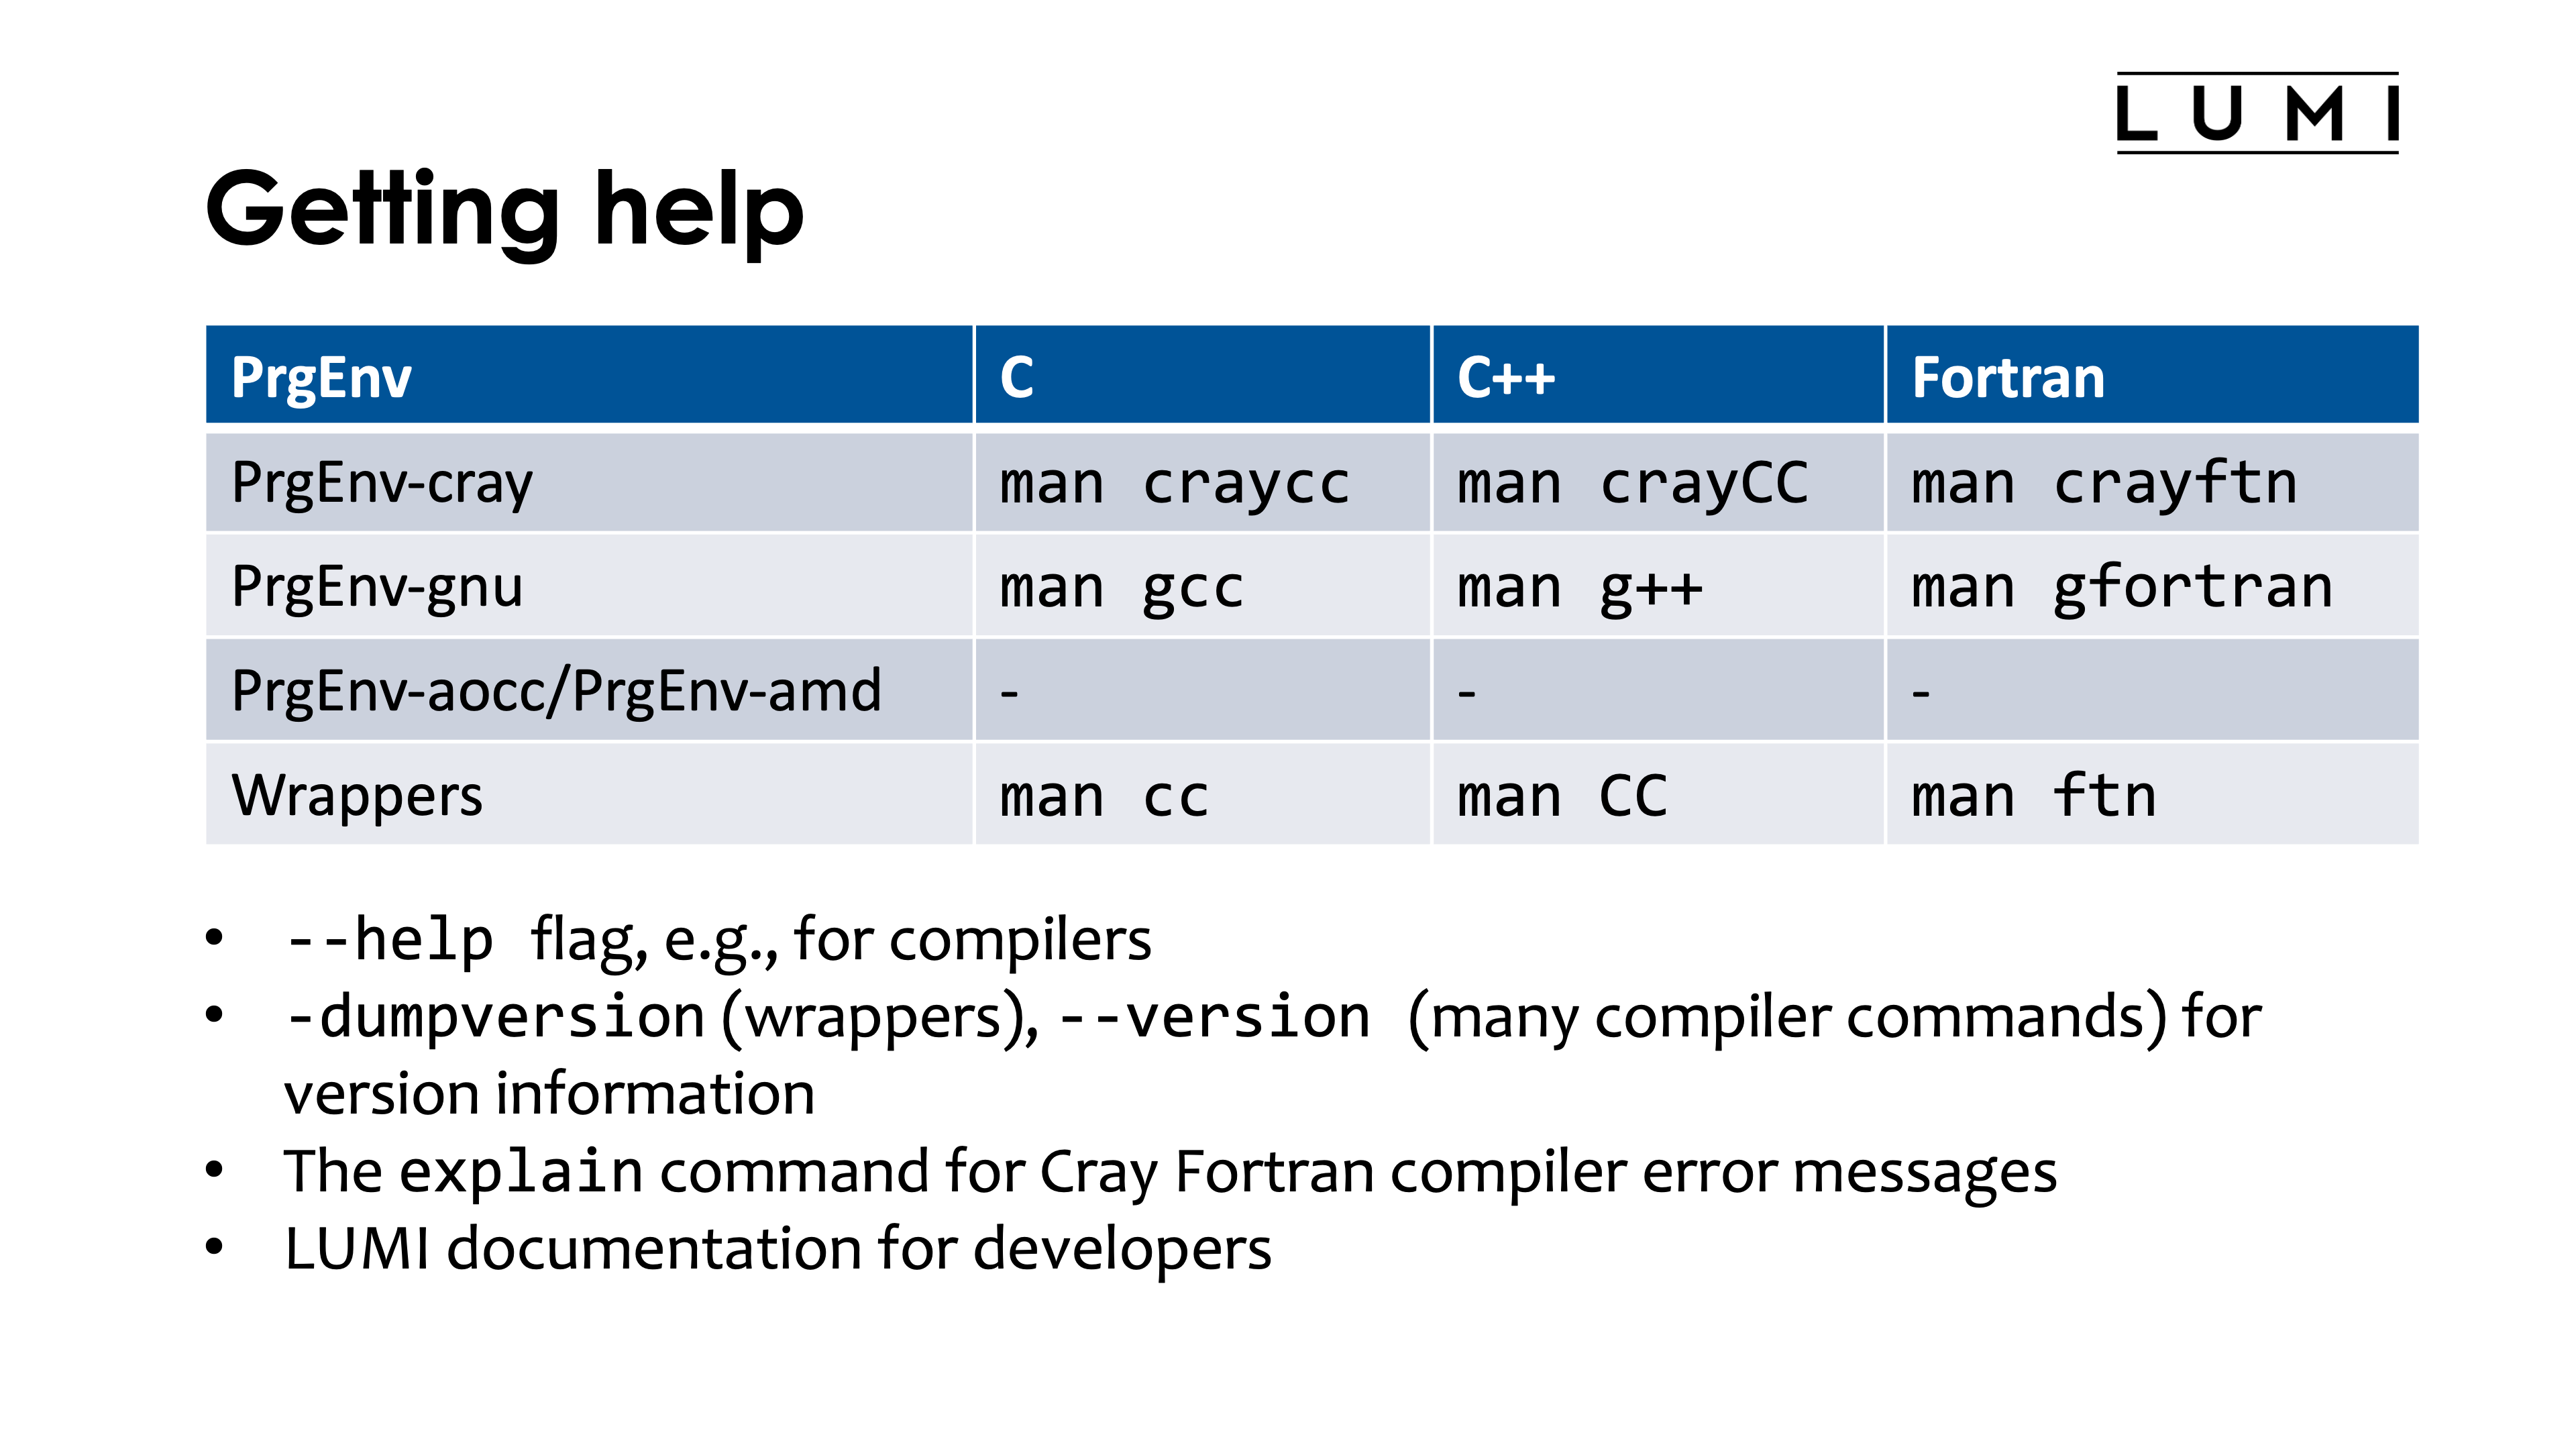 LUMI
Getting help
PrgEnv C C++ Fortran
PrgEnv-cray man craycc man crayCC man crayftn
PrgEnv-gnu man gcc man g++ man gfortran
PrgEnv-aocc/PrgEnv-amd - - -
Wrappers man cc man CC man ftn
• --help flag, e.g., for compilers
• -dumpversion (wrappers), --version (many compiler commands) for
version information
• The explain command for Cray Fortran compiler error messages
• LUMI documentation for developers